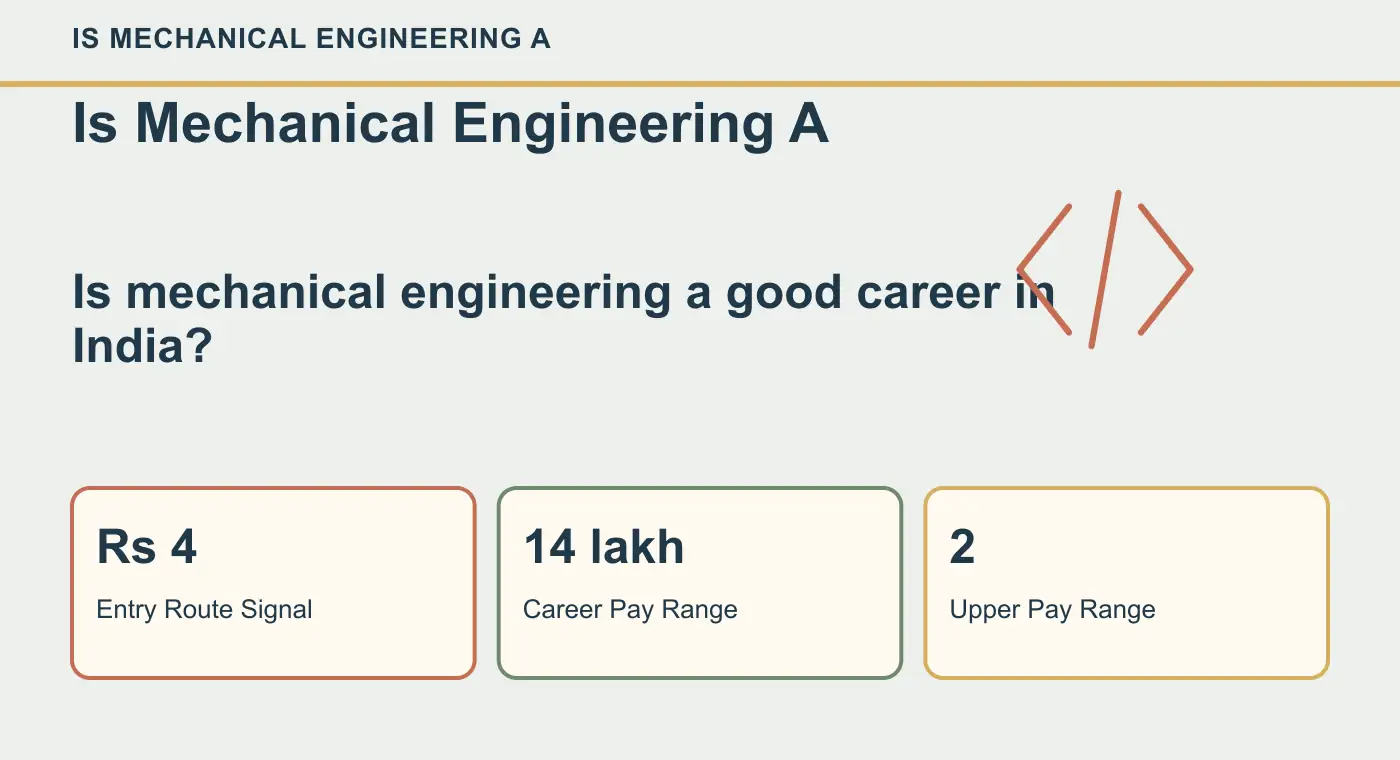 IS MECHANICAL ENGINEERING A
Is Mechanical Engineering A
Is mechanical engineering a good career in
India?
Rs 4
Entry Route Signal
14 lakh
Career Pay Range
2
Upper Pay Range